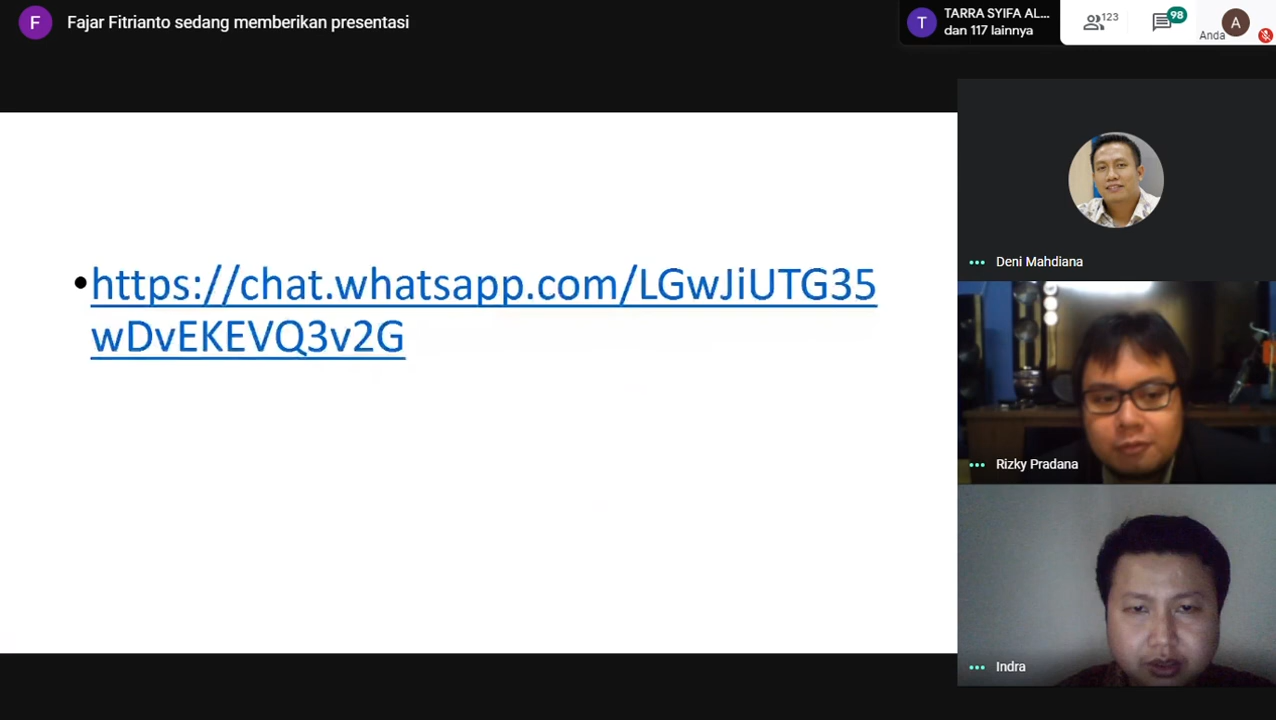 F
Fajar Fitrianto sedang memberikan presentasi
T
TARRA SYIFA AL...
dan 117 lainnya
123
98
Anda
A
•https://chat.whatsapp.com/LGwJiUTG35
wDvEKEVQ3v2G
Deni Mahdiana
Rizky Pradana
Indra